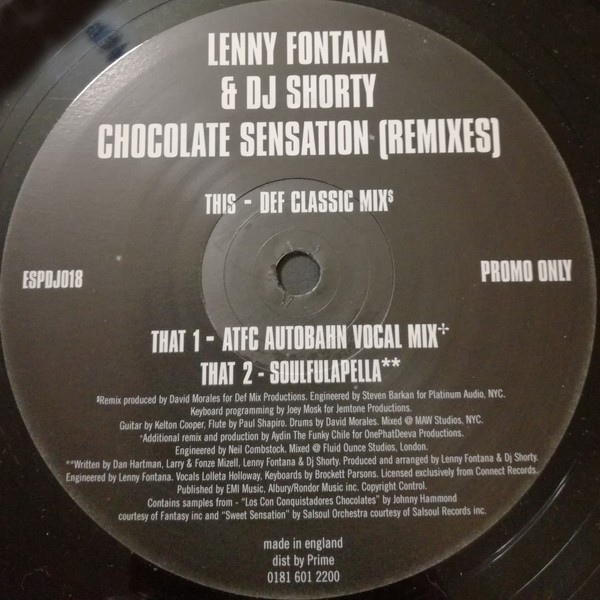 LENNY FONTANA
& DJ SHORTY
CHOCOLATE SENSATION (REMIXES)
THIS - DEF CLASSIC MIX$
ESPDJ018
PROMO ONLY
THAT 1 - ATFC AUTOBAHN VOCAL MIX+
THAT 2 - SOULFULAPELLA**
$Remix produced by David Morales for Def Mix Productions. Engineered by Steven Barkan for Platinum Audio, NYC.
Keyboard programming by Joey Mosk for Jemtone Productions.
Guitar by Kelton Cooper, Flute by Paul Shapiro. Drums by David Morales. Mixed @ MAW Studios, NYC.
+Additional remix and production by Aydin The Funky Chile for OnePhatDeeva Productions.
Engineered by Neil Combstock. Mixed @ Fluid Ounce Studios, London.
**Written by Dan Hartman, Larry & Fonze Mizell, Lenny Fontana & Dj Shorty. Produced and arranged by Lenny Fontana & Dj Shorty.
Engineered by Lenny Fontana. Vocals Lolleta Holloway, Keyboards by Brockett Parsons. Licensed exclusively from Connect Records.
Published by EMI Music, Albury/Rondor Music inc. Copyright Control.
Contains samples from - "Los Con Conquistadores Chocolates" by Johnny Hammond
courtesy of Fantasy inc and "Sweet Sensation" by Salsoul Orchestra courtesy of Salsoul Records inc.
made in england
dist by Prime
0181 601 2200